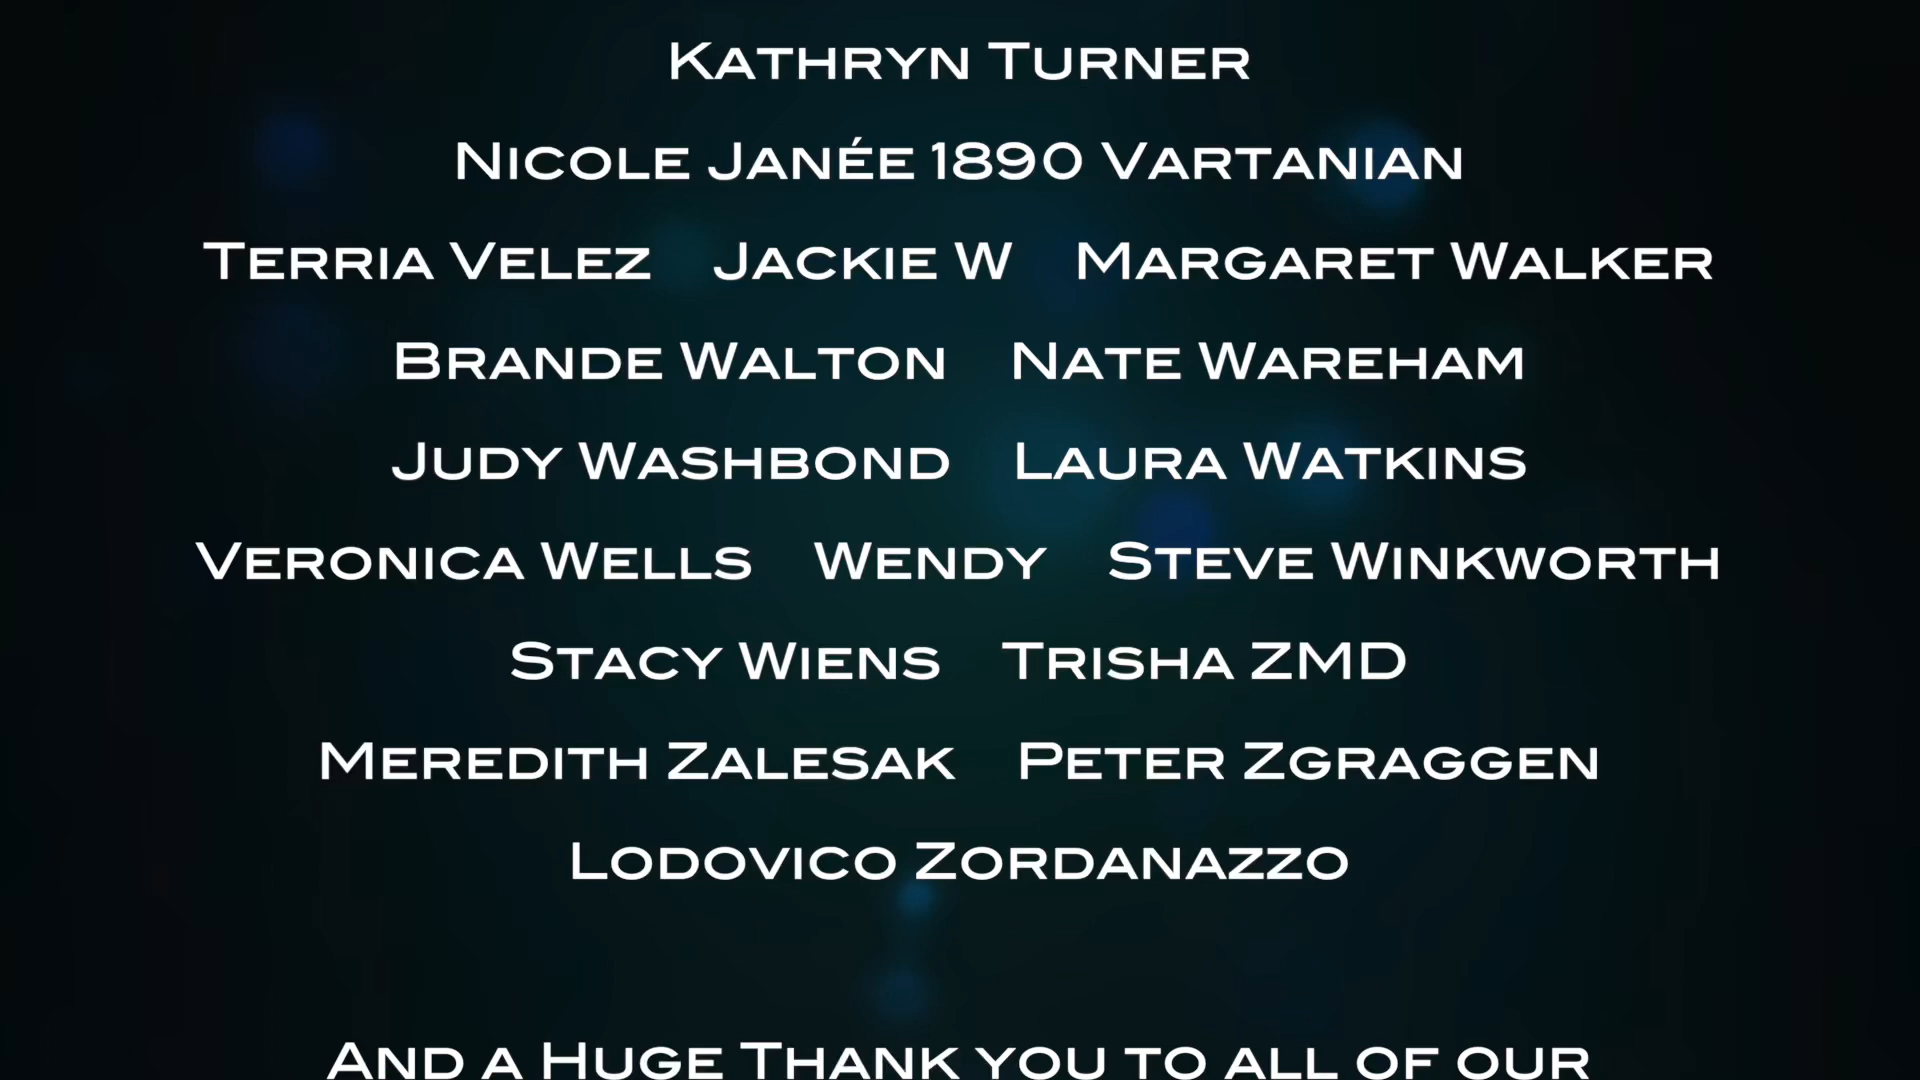 Kathryn Turner
Nicole Janée 1890 Vartanian
Terria Velez Jackie W Margaret Walker
Brande Walton Nate Wareham
Judy Washbond Laura Watkins
Veronica Wells Wendy Steve Winkworth
Stacy Wiens Trisha ZMD
Meredith Zalesak Peter Zgraggen
Lodovico Zordanazzo
And a Huge Thank you to all of our